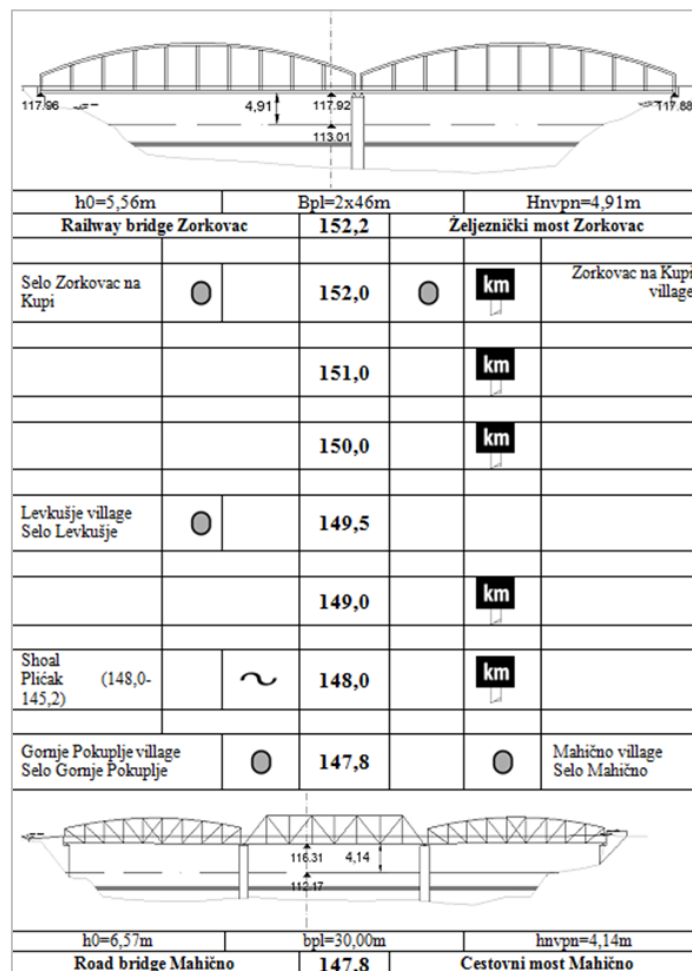 117.96 4,91 117.92 117.88
113.01
h0=5,56m Bpl=2x46m Hnvpn=4,91m
Railway bridge Zorkovac 152,2 Željeznički most Zorkovac
Selo Zorkovac na Kupi 152,0 km Zorkovac na Kupi village
151,0 km
150,0 km
Levkušje village
Selo Levkušje 149,5
149,0 km
Shoal
Plićak (148,0-
145,2) 148,0 km
Gornje Pokuplje village
Selo Gornje Pokuplje 147,8 Mahično village
Selo Mahično
116.31 4,14
112.17
h0=6,57m bpl=30,00m hnvpn=4,14m
Road bridge Mahično 147,8 Cestovni most Mahično